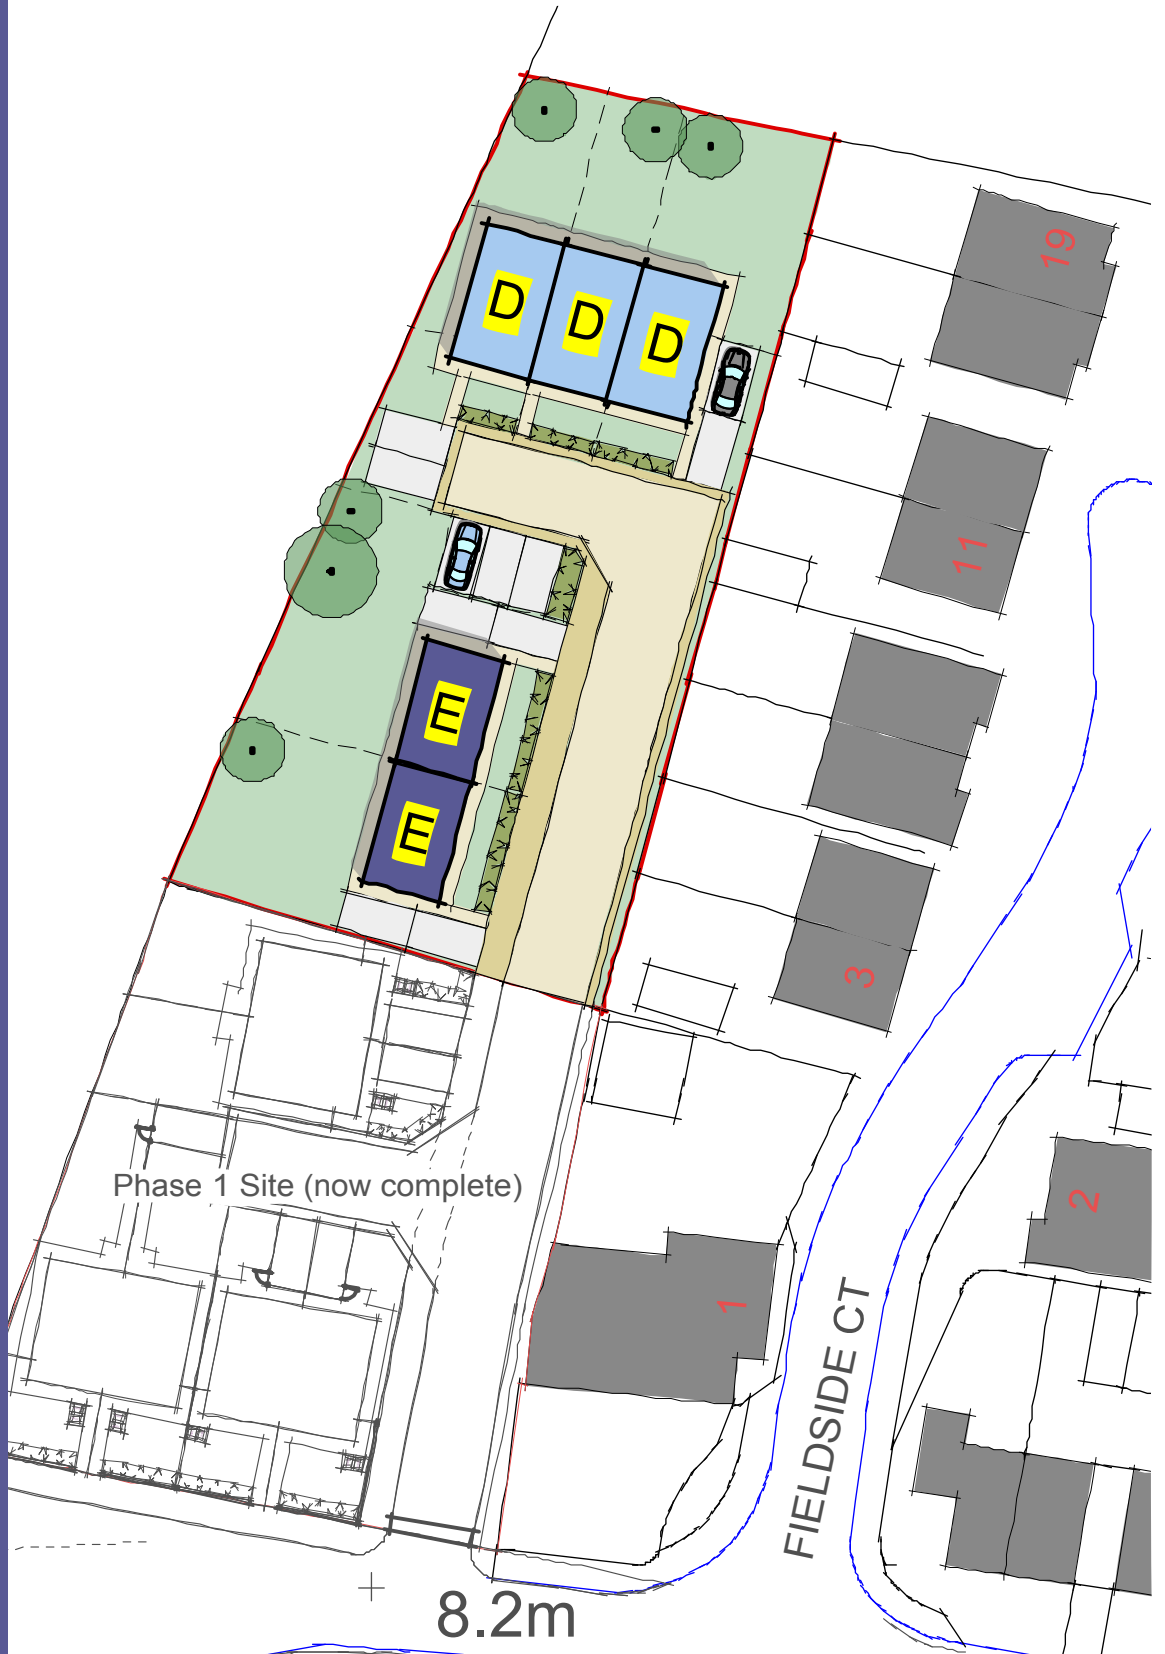 19
D
D
D
11
E
E
3
Phase 1 Site (now complete)
2
1
FIELDSIDE CT
8.2m